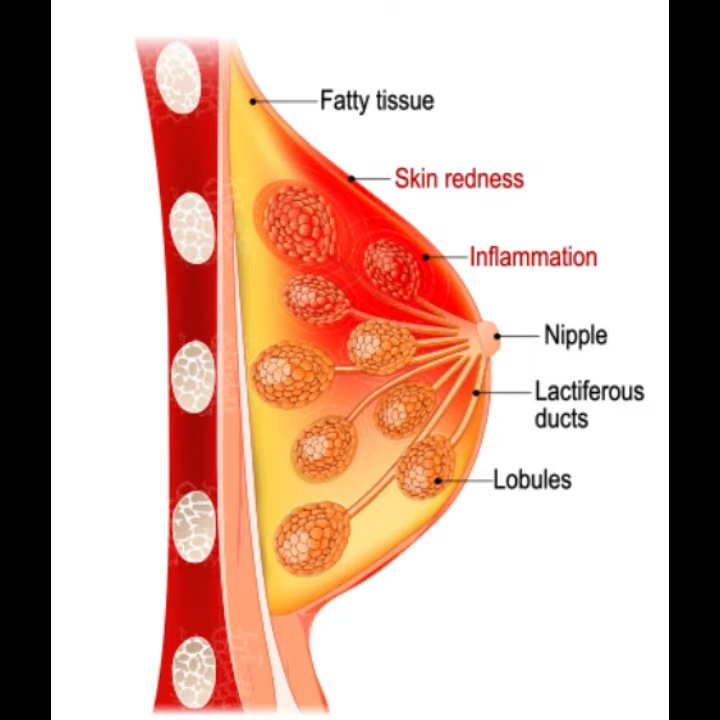 Fatty tissue
Skin redness
Inflammation
Nipple
Lactiferous
ducts
Lobules